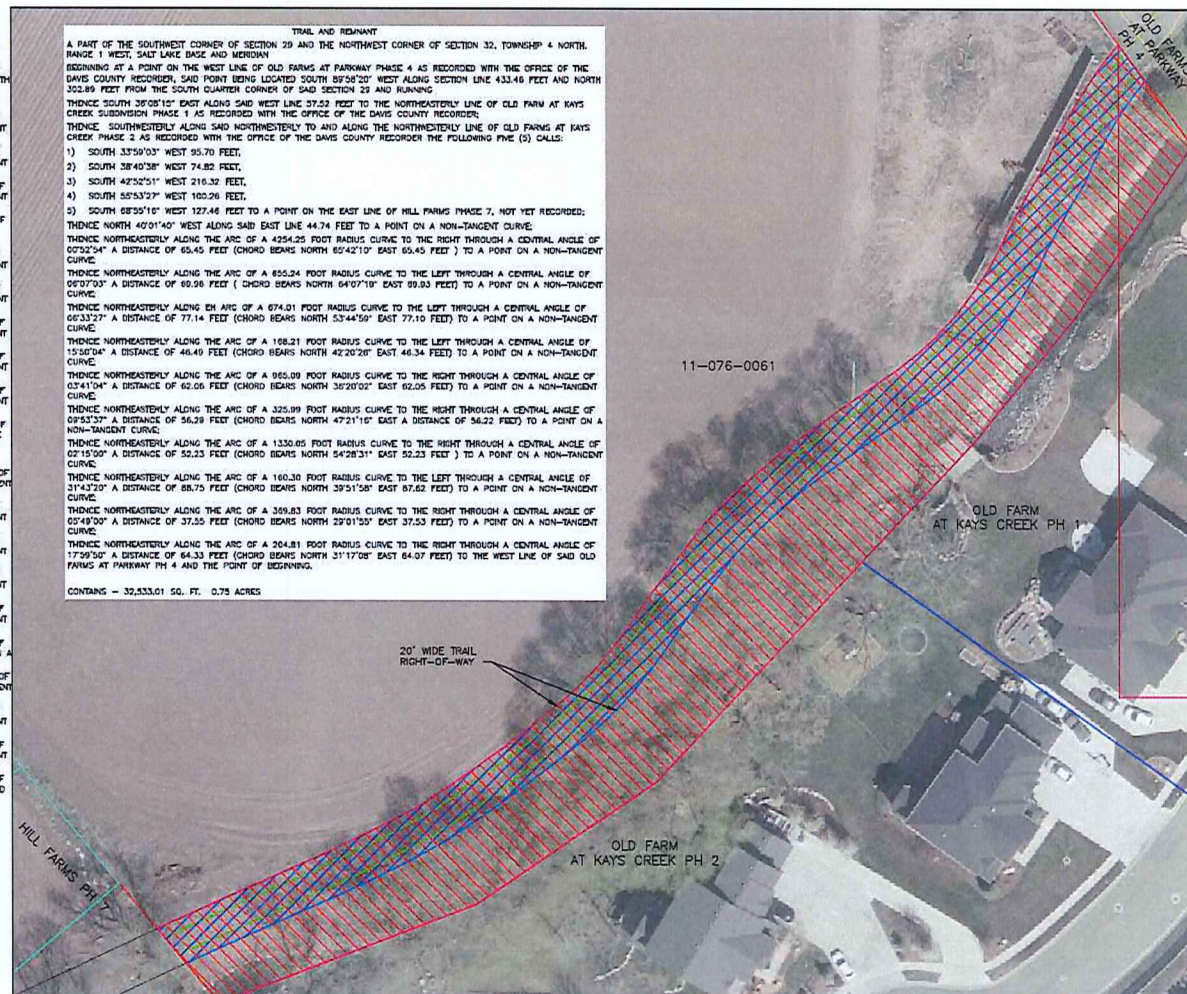 TRAIL AND REMNANT
A PART OF THE SOUTHWEST CORNER OF SECTION 29 AND THE NORTHWEST CORNER OF SECTION 32, TOWNSHIP 4 NORTH,
RANGE 1 WEST, SALT LAKE BASE AND MERIDIAN
BEGINNING AT A POINT ON THE WEST LINE OF OLD FARMS AT PARKWAY PHASE 4 AS RECORDED WITH THE OFFICE OF THE
DAVIS COUNTY RECORDER, SAID POINT BEING LOCATED SOUTH 89°58'20" WEST ALONG SECTION LINE 433.46 FEET AND NORTH
302.89 FEET FROM THE SOUTH QUARTER CORNER OF SAID SECTION 29 AND RUNNING
THENCE SOUTH 36°08'15" EAST ALONG SAID WEST LINE 57.52 FEET TO THE NORTHEASTERLY LINE OF OLD FARM AT KAYS
CREEK SUBDIVISION PHASE 1 AS RECORDED WITH THE OFFICE OF THE DAVIS COUNTY RECORDER;
THENCE SOUTHWESTERLY ALONG SAID NORTHWESTERLY TO AND ALONG THE NORTHWESTERLY LINE OF OLD FARMS AT KAYS
CREEK PHASE 2 AS RECORDED WITH THE OFFICE OF THE DAVIS COUNTY RECORDER THE FOLLOWING FIVE (5) CALLS:
1) SOUTH 33°59'03" WEST 95.70 FEET,
2) SOUTH 38°40'38" WEST 74.82 FEET,
3) SOUTH 42°52'51" WEST 216.32 FEET,
4) SOUTH 55°53'27" WEST 100.26 FEET,
5) SOUTH 68°55'16" WEST 127.46 FEET TO A POINT ON THE EAST LINE OF HILL FARMS PHASE 7, NOT YET RECORDED;
THENCE NORTH 40°01'40" WEST ALONG SAID EAST LINE 44.74 FEET TO A POINT ON A NON-TANGENT CURVE;
THENCE NORTHEASTERLY ALONG THE ARC OF A 4254.25 FOOT RADIUS CURVE TO THE RIGHT THROUGH A CENTRAL ANGLE OF
00°52'54" A DISTANCE OF 65.45 FEET (CHORD BEARS NORTH 65°42'10" EAST 65.45 FEET ) TO A POINT ON A NON-TANGENT
CURVE;
THENCE NORTHEASTERLY ALONG THE ARC OF A 655.24 FOOT RADIUS CURVE TO THE LEFT THROUGH A CENTRAL ANGLE OF
06°07'03" A DISTANCE OF 69.96 FEET ( CHORD BEARS NORTH 64°07'19" EAST 69.93 FEET) TO A POINT ON A NON-TANGENT
CURVE;
THENCE NORTHEASTERLY ALONG EH ARC OF A 674.01 FOOT RADIUS CURVE TO THE LEFT THROUGH A CENTRAL ANGLE OF
06°33'27" A DISTANCE OF 77.14 FEET (CHORD BEARS NORTH 53°44'59" EAST 77.10 FEET) TO A POINT ON A NON-TANGENT
CURVE;
THENCE NORTHEASTERLY ALONG THE ARC OF A 168.21 FOOT RADIUS CURVE TO THE LEFT THROUGH A CENTRAL ANGLE OF
15°50'04" A DISTANCE OF 46.49 FEET (CHORD BEARS NORTH 42°20'26" EAST 46.34 FEET) TO A POINT ON A NON-TANGENT
CURVE;
THENCE NORTHEASTERLY ALONG THE ARC OF A 965.09 FOOT RADIUS CURVE TO THE RIGHT THROUGH A CENTRAL ANGLE OF
03°41'04" A DISTANCE OF 62.06 FEET (CHORD BEARS NORTH 36°20'02" EAST 62.05 FEET) TO A POINT ON A NON-TANGENT
CURVE;
THENCE NORTHEASTERLY ALONG THE ARC OF A 325.99 FOOT RADIUS CURVE TO THE RIGHT THROUGH A CENTRAL ANGLE OF
09°53'37" A DISTANCE OF 56.29 FEET (CHORD BEARS NORTH 47°21'16" EAST A DISTANCE OF 56.22 FEET) TO A POINT ON A
NON-TANGENT CURVE;
THENCE NORTHEASTERLY ALONG THE ARC OF A 1330.05 FOOT RADIUS CURVE TO THE RIGHT THROUGH A CENTRAL ANGLE OF
02°15'00" A DISTANCE OF 52.23 FEET (CHORD BEARS NORTH 54°28'31" EAST 52.23 FEET ) TO A POINT ON A NON-TANGENT
CURVE;
THENCE NORTHEASTERLY ALONG THE ARC OF A 160.30 FOOT RADIUS CURVE TO THE LEFT THROUGH A CENTRAL ANGLE OF
31°43'20" A DISTANCE OF 88.75 FEET (CHORD BEARS NORTH 39°51'58" EAST 87.62 FEET) TO A POINT ON A NON-TANGENT
CURVE;
THENCE NORTHEASTERLY ALONG THE ARC OF A 369.83 FOOT RADIUS CURVE TO THE RIGHT THROUGH A CENTRAL ANGLE OF
05°49'00" A DISTANCE OF 37.55 FEET (CHORD BEARS NORTH 29°01'55" EAST 37.53 FEET) TO A POINT ON A NON-TANGENT
CURVE;
THENCE NORTHEASTERLY ALONG THE ARC OF A 204.81 FOOT RADIUS CURVE TO THE RIGHT THROUGH A CENTRAL ANGLE OF
17°59'50" A DISTANCE OF 64.33 FEET (CHORD BEARS NORTH 31°17'08" EAST 64.07 FEET) TO THE WEST LINE OF SAID OLD
FARMS AT PARKWAY PH 4 AND THE POINT OF BEGINNING.
CONTAINS - 32,533.01 SQ. FT. 0.75 ACRES
OLD FARMS
AT PARKWAY
PH 4
11-076-0061
OLD FARM
AT KAYS CREEK PH 1
20' WIDE TRAIL
RIGHT-OF-WAY
OLD FARM
AT KAYS CREEK PH 2
HILL FARMS PH 7